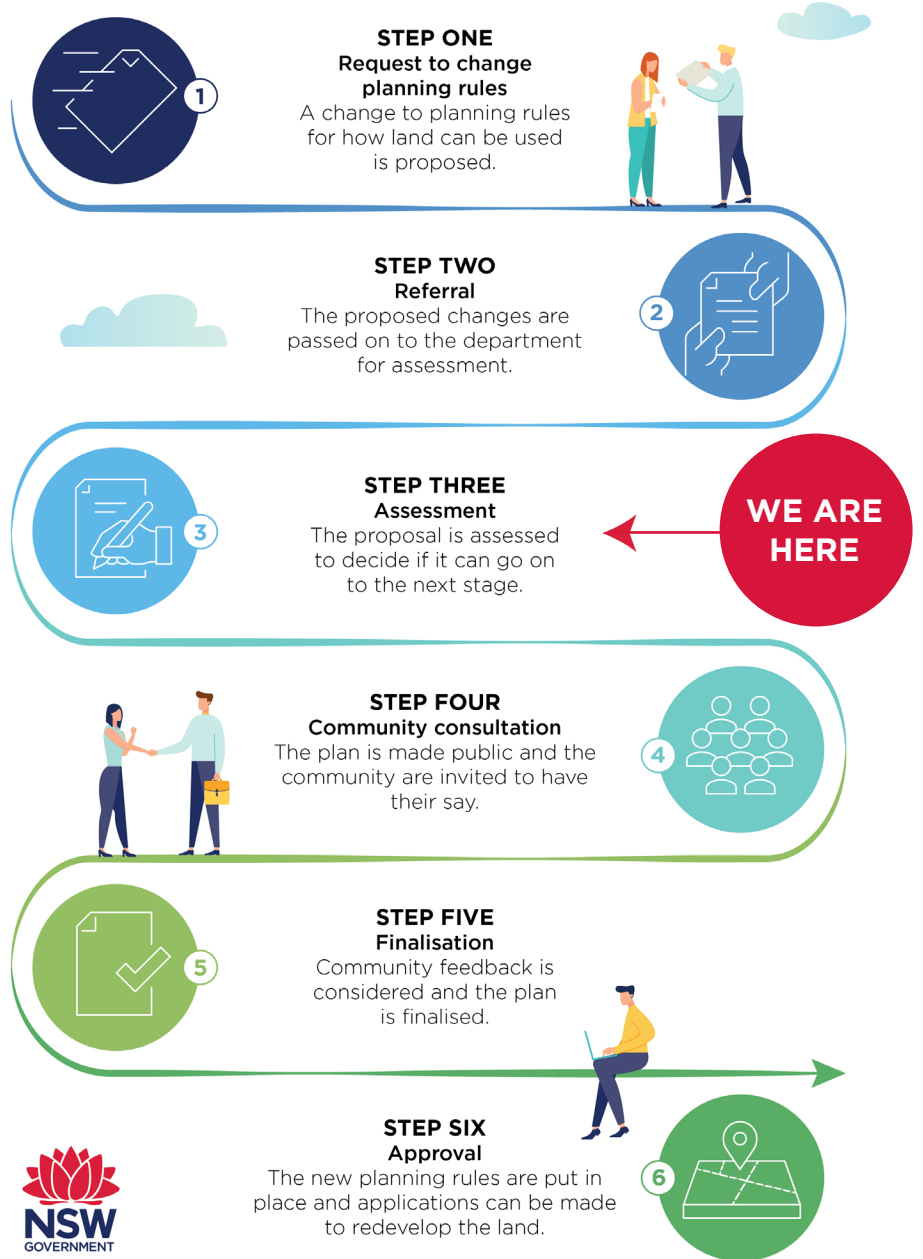 STEP ONE
Request to change
planning rules
A change to planning rules
for how land can be used
is proposed.
1
STEP TWO
Referral
The proposed changes are
passed on to the department
for assessment.
2
STEP THREE
Assessment
The proposal is assessed
to decide if it can go on
to the next stage.
3
WE ARE
HERE
STEP FOUR
Community consultation
The plan is made public and the
community are invited to have
their say.
4
STEP FIVE
Finalisation
Community feedback is
considered and the plan
is finalised.
5
STEP SIX
Approval
The new planning rules are put in
place and applications can be made
to redevelop the land.
6
NSW
GOVERNMENT